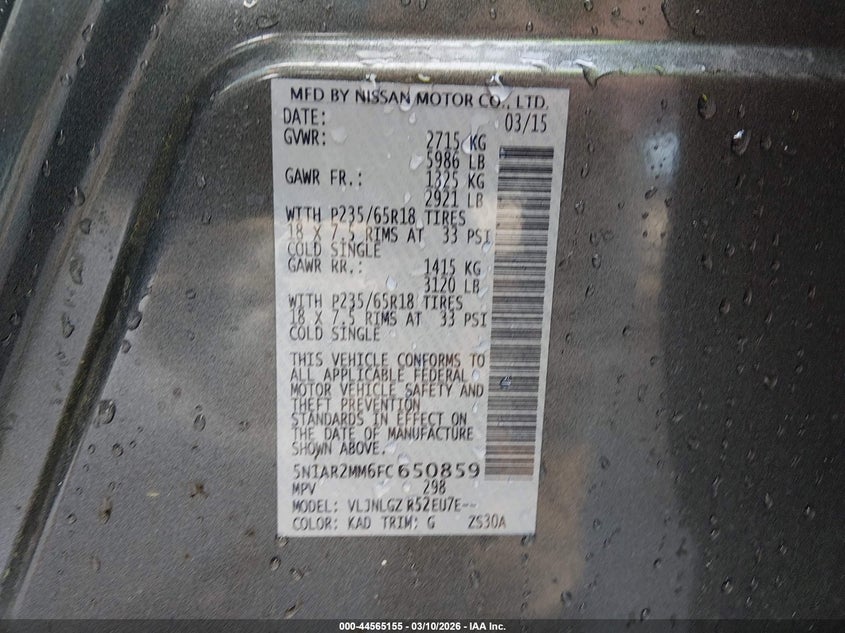 MFD BY NISSAN MOTOR CO., LTD.
DATE: 03/15
GVWR: 2715 KG
5986 LB
GAWR FR.: 1325 KG
2921 LB
WITH P235/65R18 TIRES
18 X 7.5 RIMS AT 33 PSI
COLD SINGLE
GAWR RR.: 1415 KG
3120 LB
WITH P235/65R18 TIRES
18 X 7.5 RIMS AT 33 PSI
COLD SINGLE
THIS VEHICLE CONFORMS TO
ALL APPLICABLE FEDERAL
MOTOR VEHICLE SAFETY AND
THEFT PREVENTION
STANDARDS IN EFFECT ON
THE DATE OF MANUFACTURE
SHOWN ABOVE.
5N1AR2MM6FC650859
MPV 298
MODEL: VLJNLGZ R52EU7E--
COLOR: KAD TRIM: G ZS30A
000-44565155 — 03/10/2026 — IAA Inc.